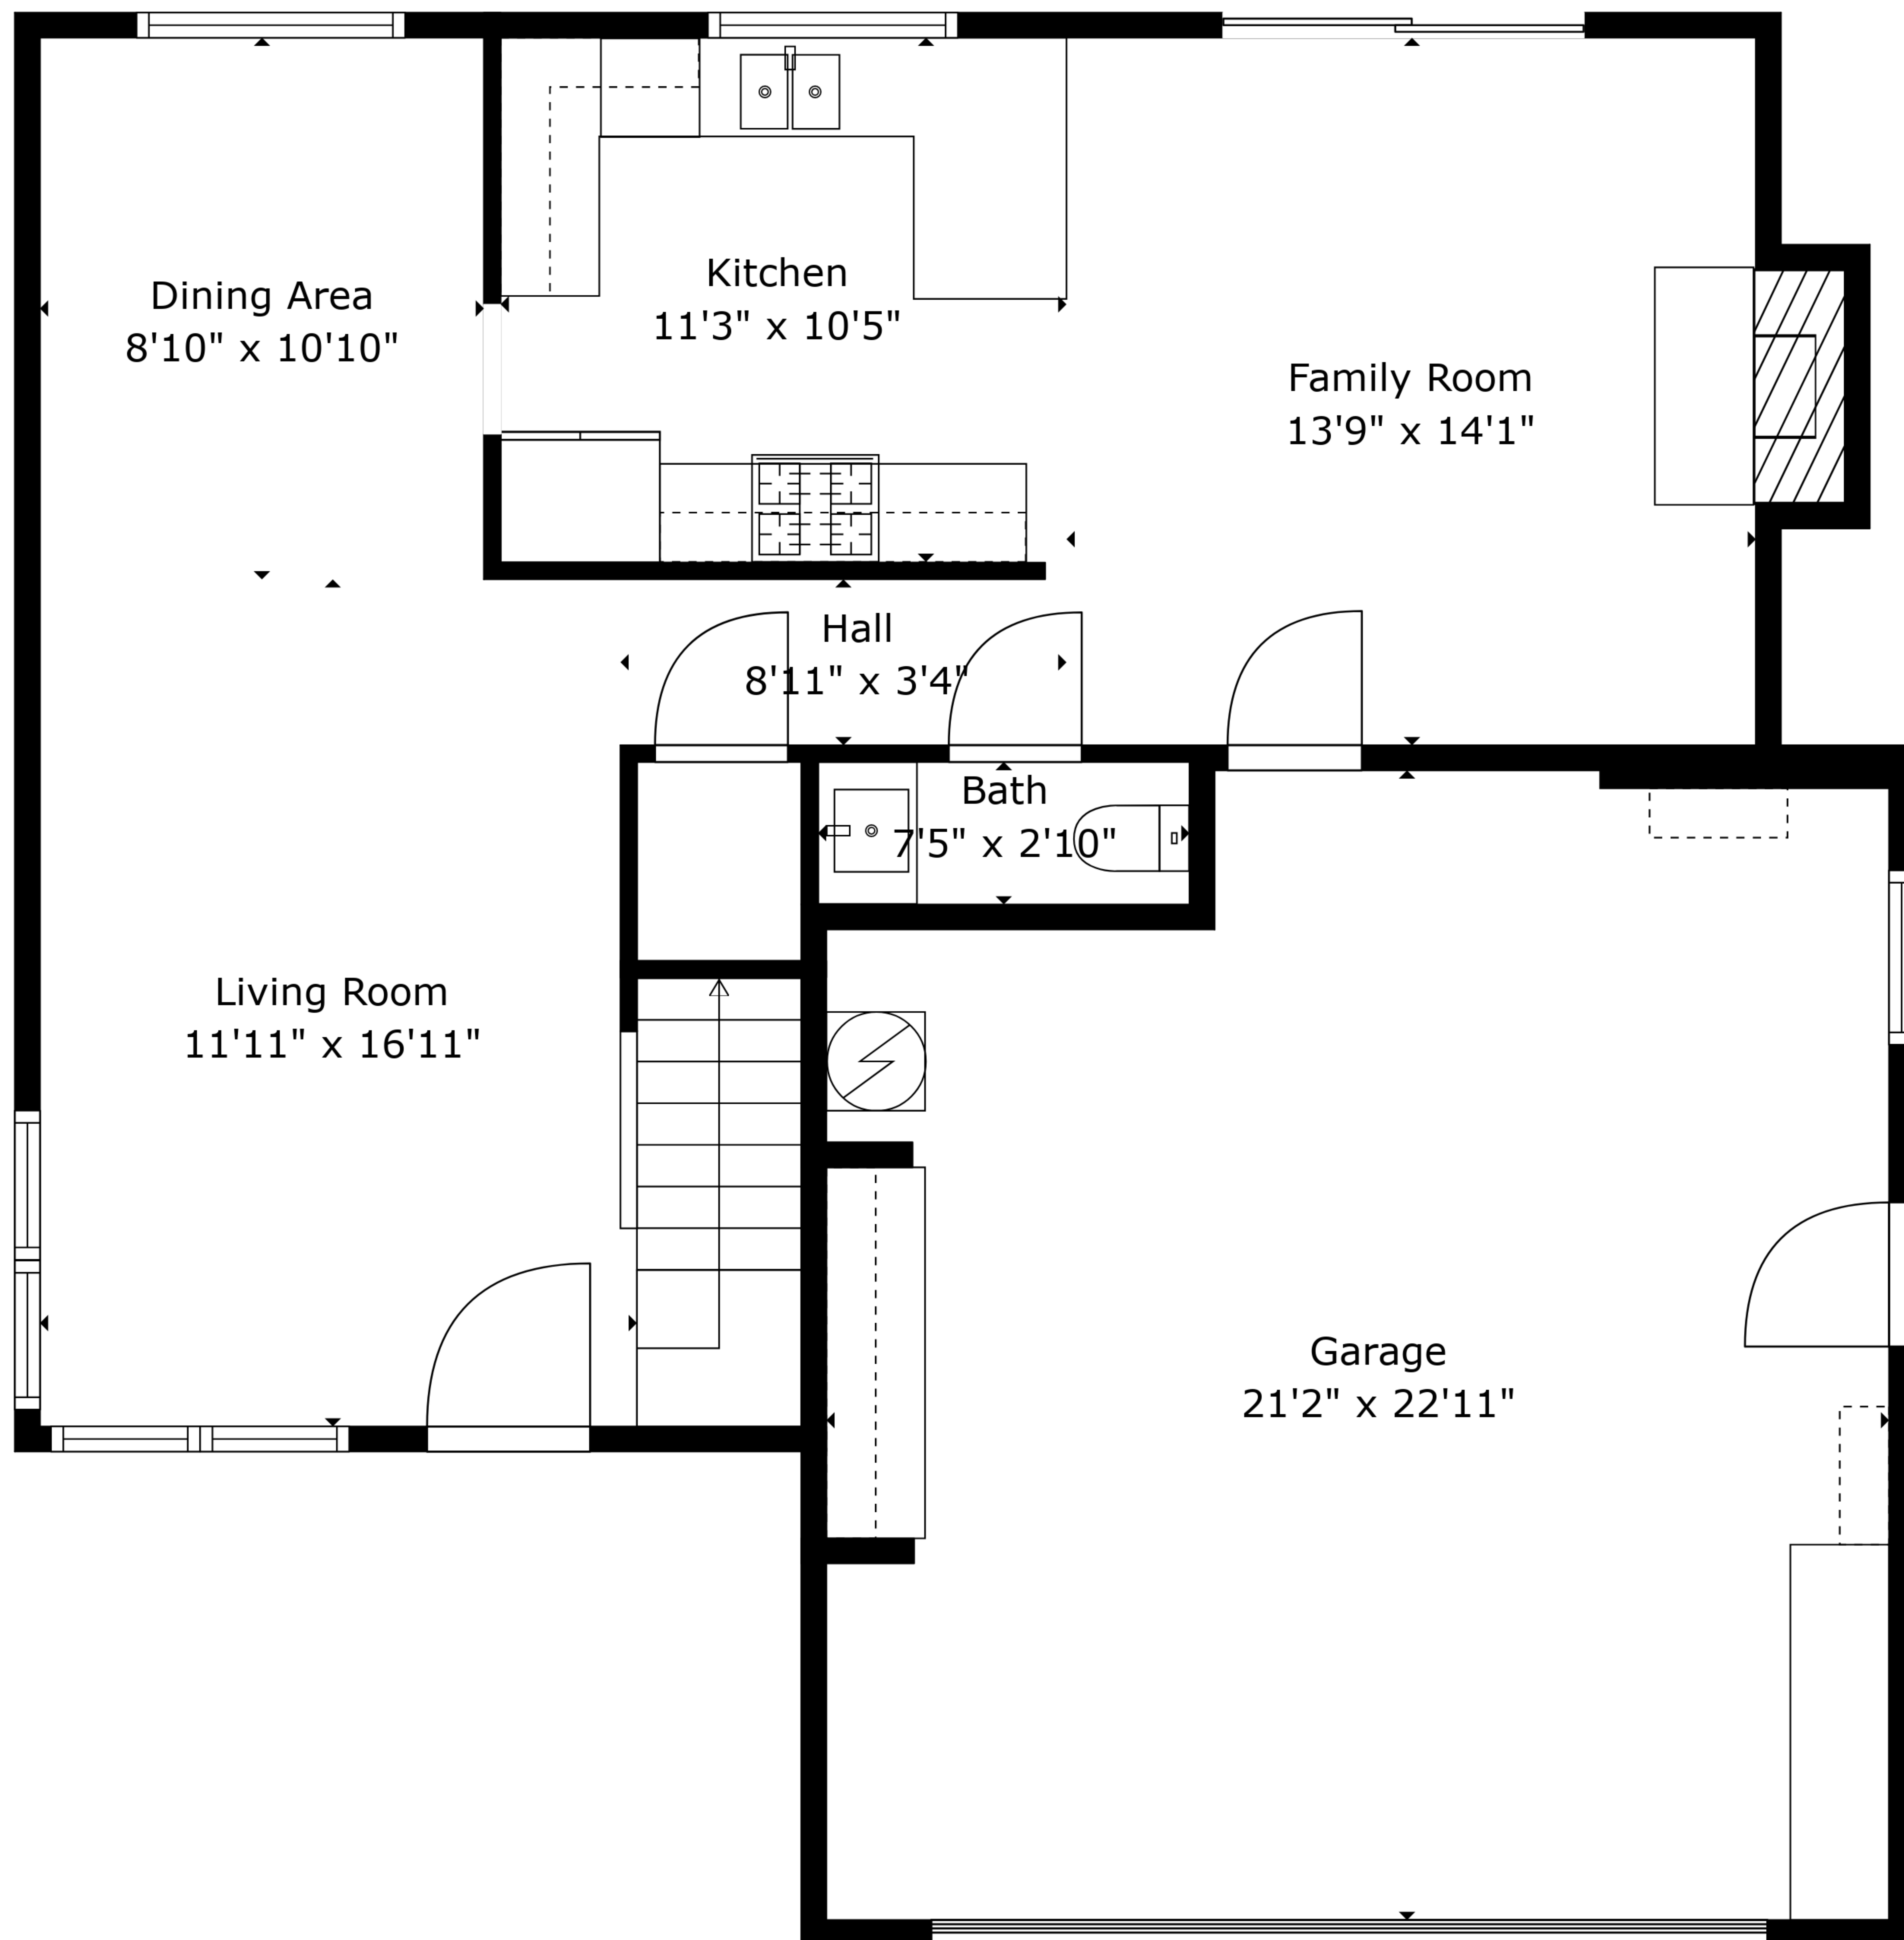 Dining Area
8'10" x 10'10"
Kitchen
11'3" x 10'5"
Family Room
13'9" x 14'1"
Hall
8'11" x 3'4"
Bath
7'5" x 2'10"
Living Room
11'11" x 16'11"
Garage
21'2" x 22'11"